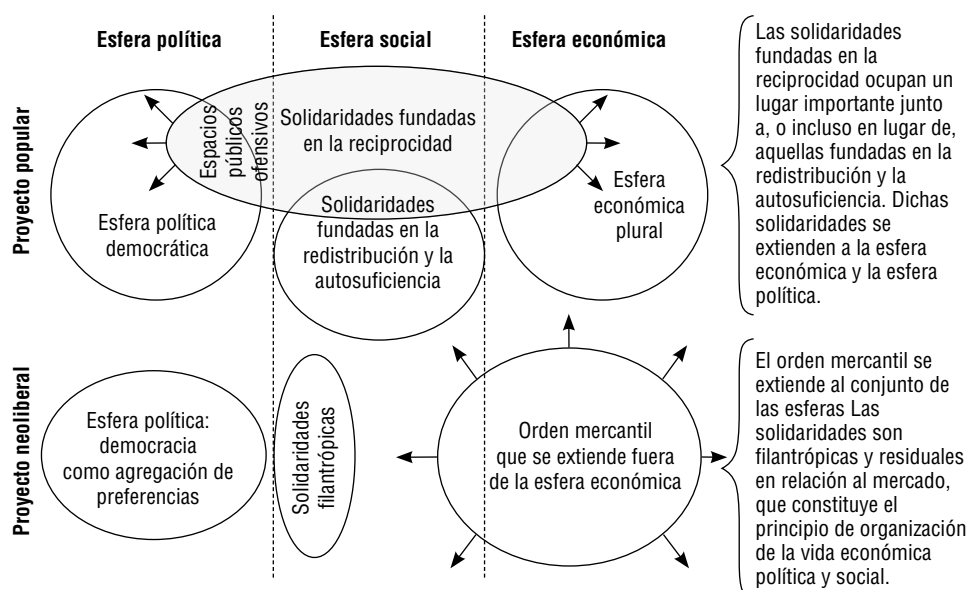 Esfera política
Esfera social
Esfera económica
Proyecto popular
Espacios
públicos
ofensivos
Solidaridades fundadas
en la reciprocidad
Esfera política
democrática
Solidaridades
fundadas en la
redistribución y la
autosuficiencia
Esfera
económica
plural
Las solidaridades
fundadas en la
reciprocidad ocupan un
lugar importante junto
a, o incluso en lugar de,
aquellas fundadas en la
redistribución y la
autosuficiencia. Dichas
solidaridades se
extienden a la esfera
económica y la esfera
política.
Proyecto neoliberal
Esfera política:
democracia
como agregación de
preferencias
Solidaridades
filantrópicas
Orden mercantil
que se extiende fuera
de la esfera económica
El orden mercantil se
extiende al conjunto de
las esferas Las
solidaridades son
filantrópicas y residuales
en relación al mercado,
que constituye el
principio de organización
de la vida económica
política y social.